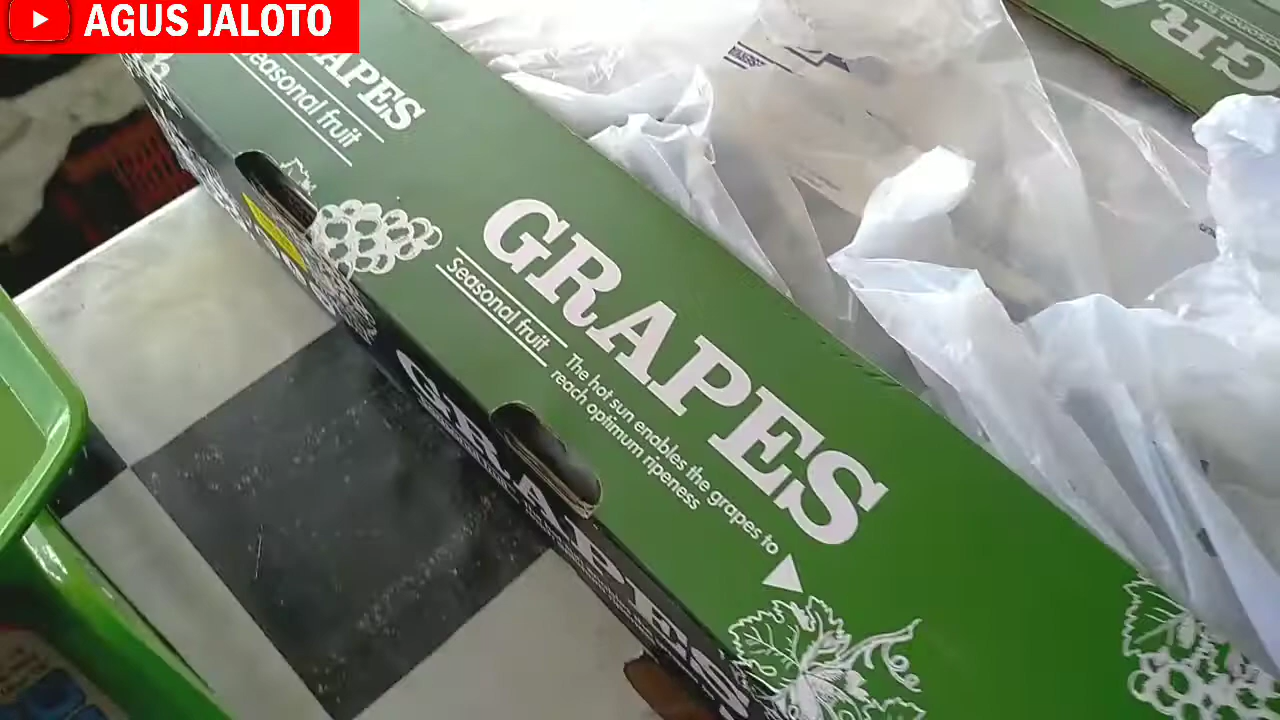 AGUS JALOTO
GRAPES
Seasonal fruit
GRAPES
Seasonal fruit
The hot sun enables the grapes to
reach optimum ripeness
GRAPES